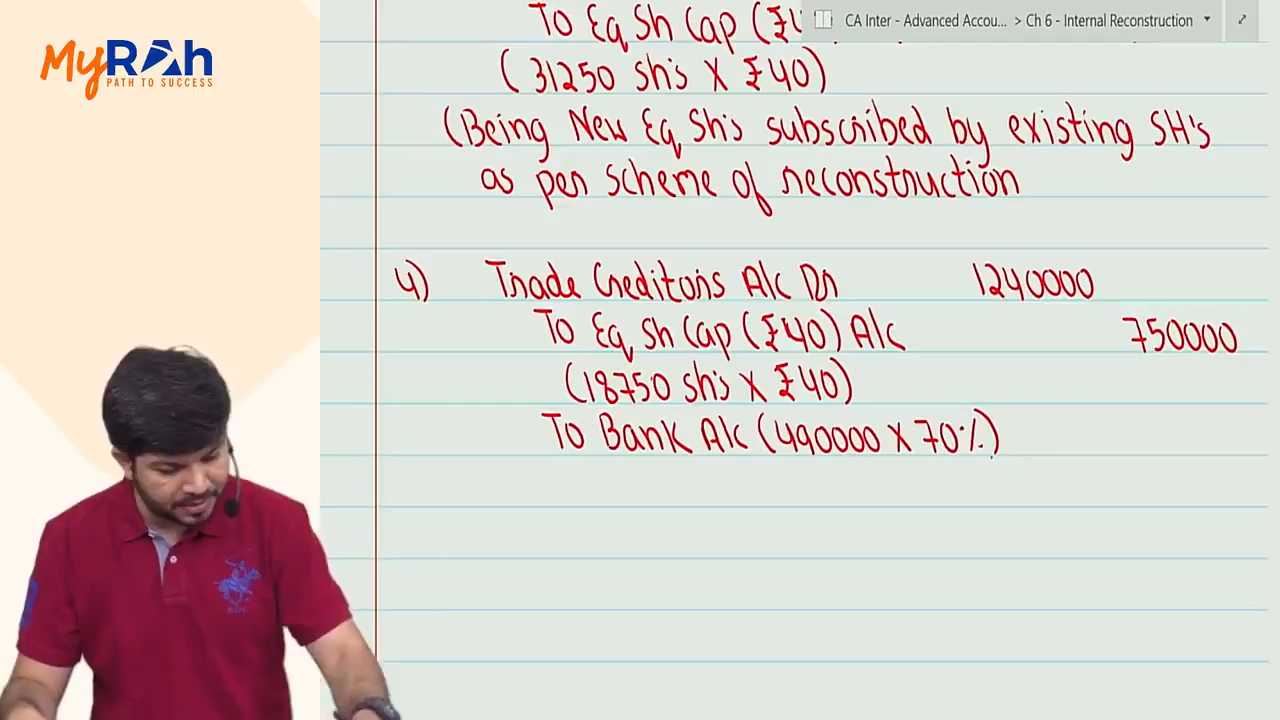 MyRAh
PATH TO SUCCESS
CA Inter - Advanced Accou... > Ch 6 - Internal Reconstruction
To Eq Sh Cap (₹4
(31250 Sh's X ₹40)
(Being New Eq Sh's subscribed by existing SH's
as per scheme of reconstruction
4) Trade Creditors A/c Dr 1240000
To Eq Sh Cap (₹40) A/c 750000
(18750 Sh's X ₹40)
To Bank A/c (490000 X 70%)